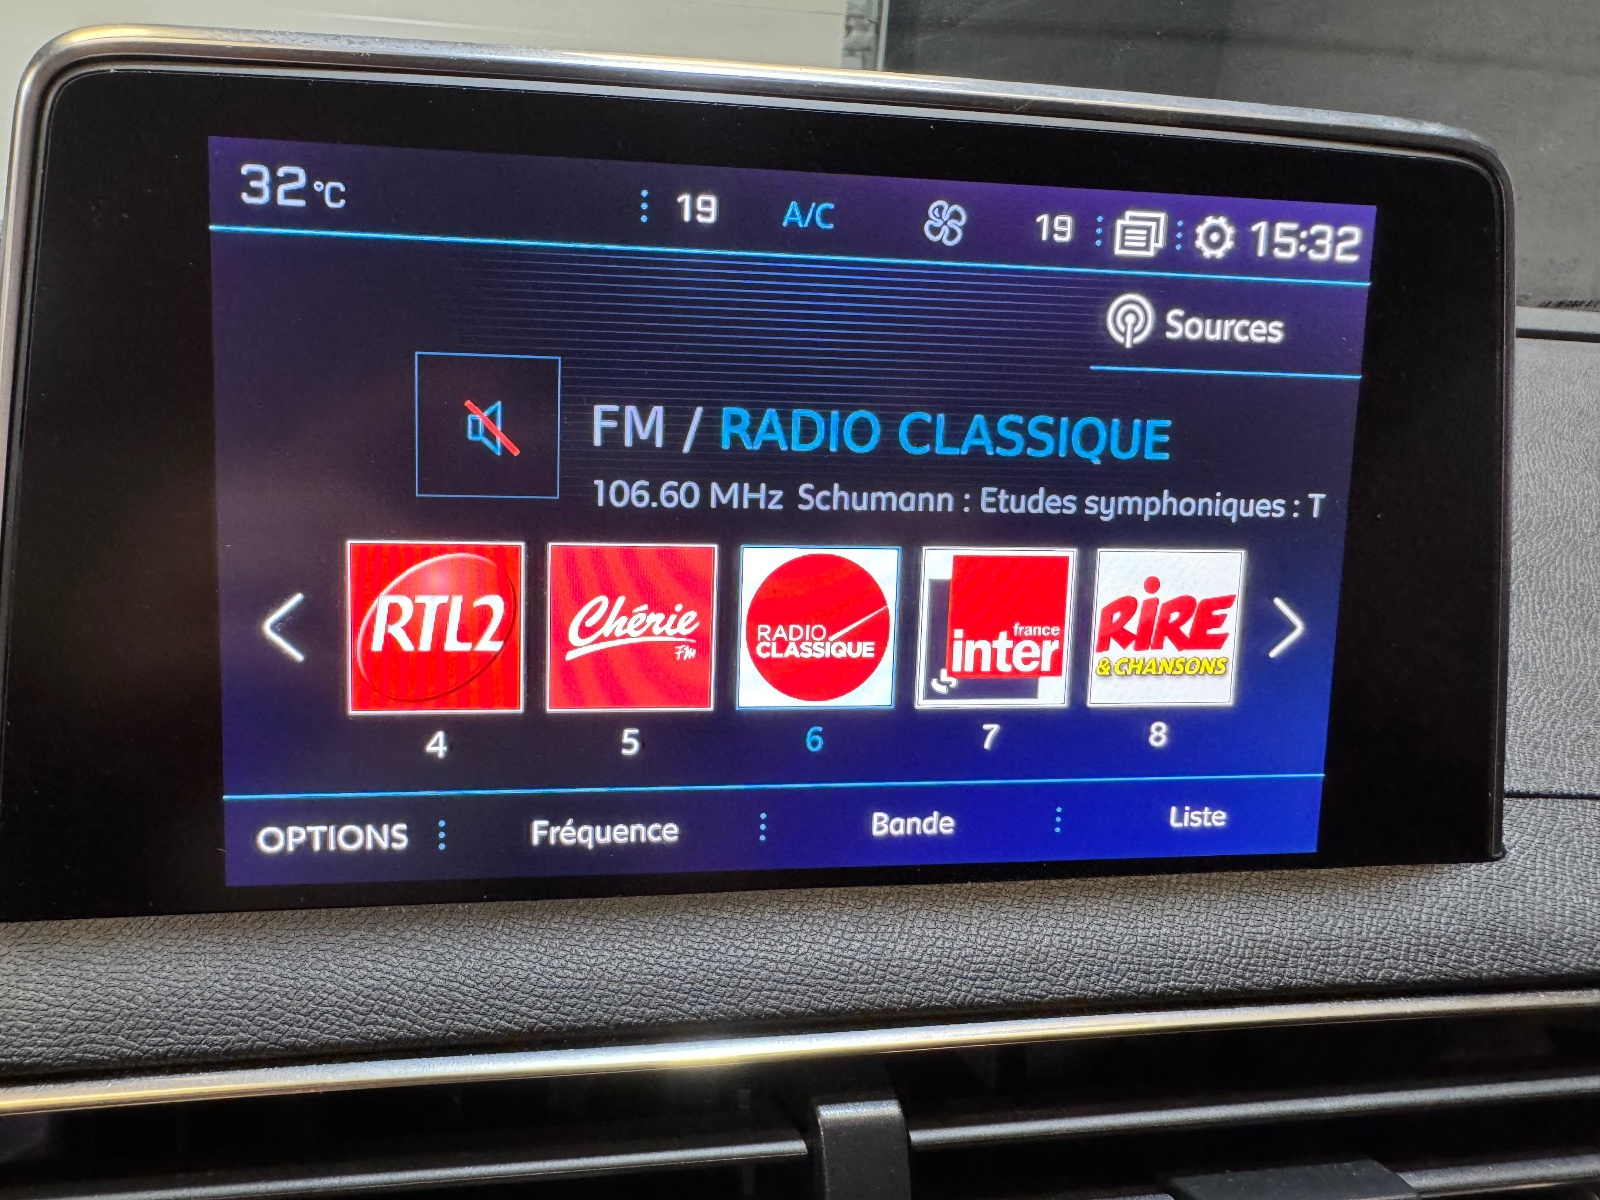 32°C 19 A/C 19 15:32
Sources
FM / RADIO CLASSIQUE
106.60 MHz Schumann : Etudes symphoniques : T
RTL2
Chérie
FM
RADIO
CLASSIQUE
france
inter
RIRE
& CHANSONS
4 5 6 7 8
OPTIONS Fréquence Bande Liste